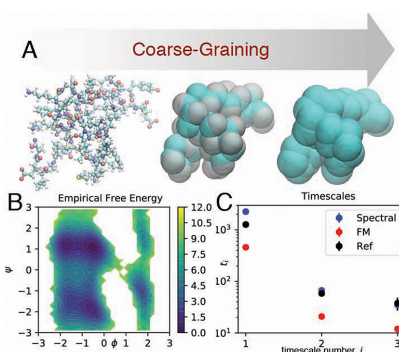 A
Coarse-Graining
B
Empirical Free Energy
ψ
3
2
1
0
−1
−2
−3
−3 −2 −1 0 ϕ 1 2 3
12.0
10.5
9.0
7.5
6.0
4.5
3.0
1.5
0.0
C
Timescales
Spectral
FM
Ref
10³
10²
10¹
1 2 3
timescale number, i